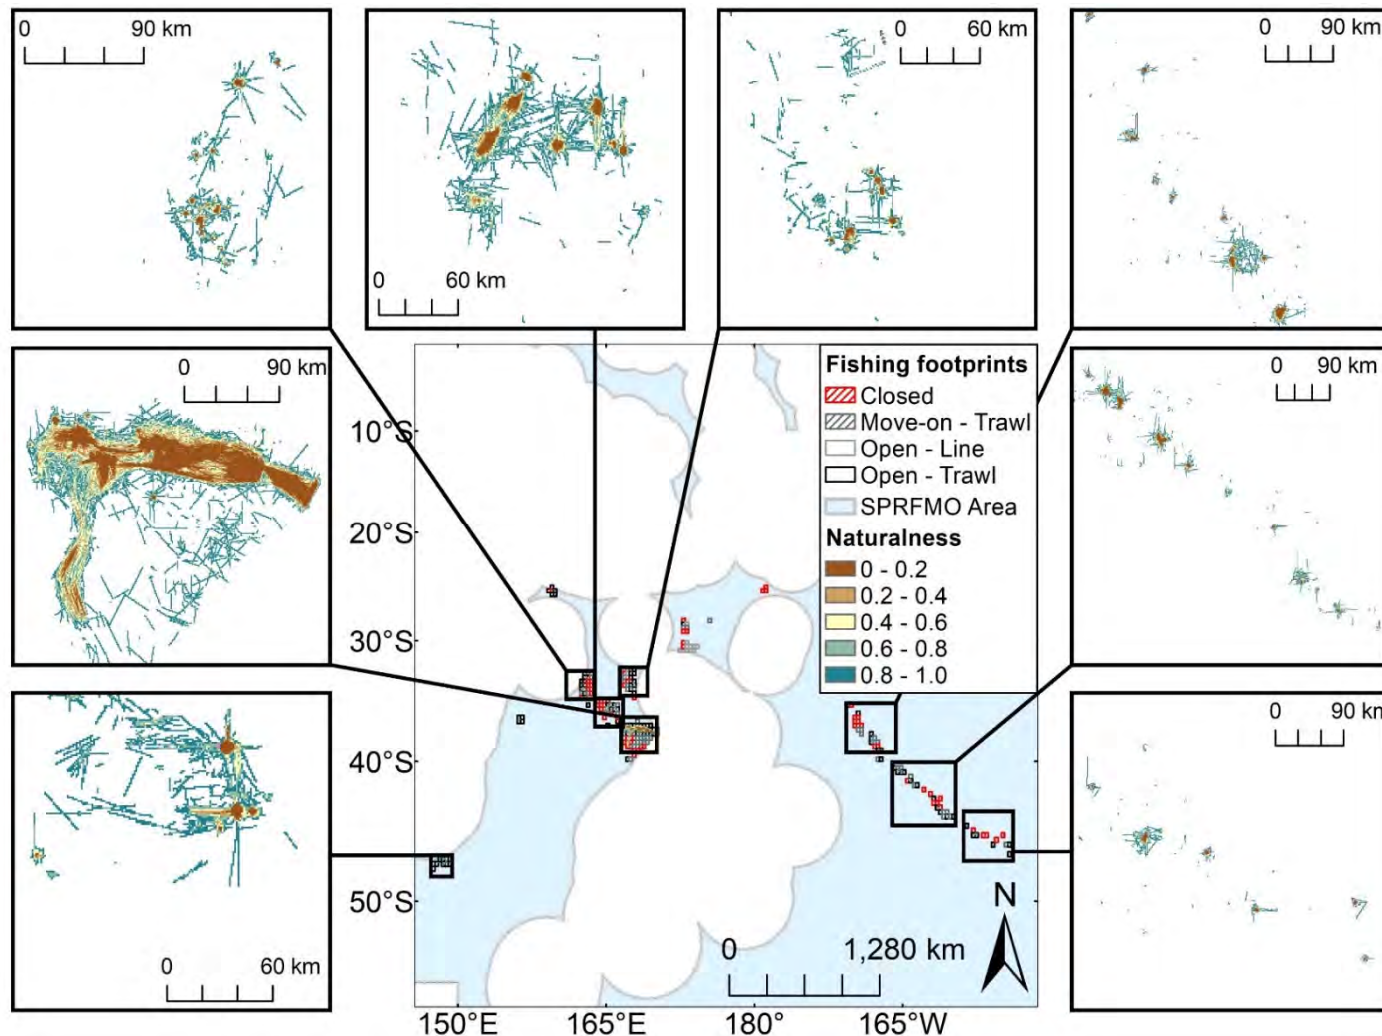 0 90 km
0 60 km
0 60 km
0 90 km
0 90 km
0 90 km
0 60 km
0 90 km
Fishing footprints
Closed
Move-on - Trawl
Open - Line
Open - Trawl
SPRFMO Area
Naturalness
0 - 0.2
0.2 - 0.4
0.4 - 0.6
0.6 - 0.8
0.8 - 1.0
10°S
20°S
30°S
40°S
50°S
N
0 1,280 km
150°E 165°E 180° 165°W